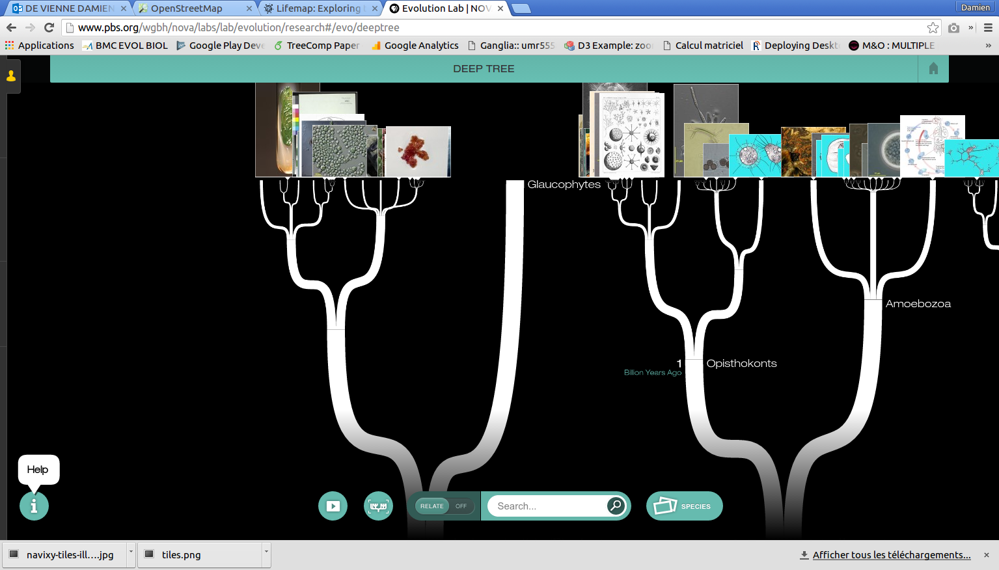 DE VIENNE DAMIEN
OpenStreetMap
Lifemap: Exploring t
Evolution Lab | NOV
Damien
www.pbs.org/wgbh/nova/labs/lab/evolution/research#/evo/deeptree
Applications
BMC EVOL BIOL
Google Play Deve
TreeComp Paper
Google Analytics
Ganglia:: umr555
D3 Example: zoo
Calcul matriciel
Deploying Deskt
M&O : MULTIPLE
DEEP TREE
Glaucophytes
Amoebozoa
1
Opisthokonts
Billion Years Ago
Help
RELATE
OFF
Search...
SPECIES
navixy-tiles-ill....jpg
tiles.png
Afficher tous les téléchargements...